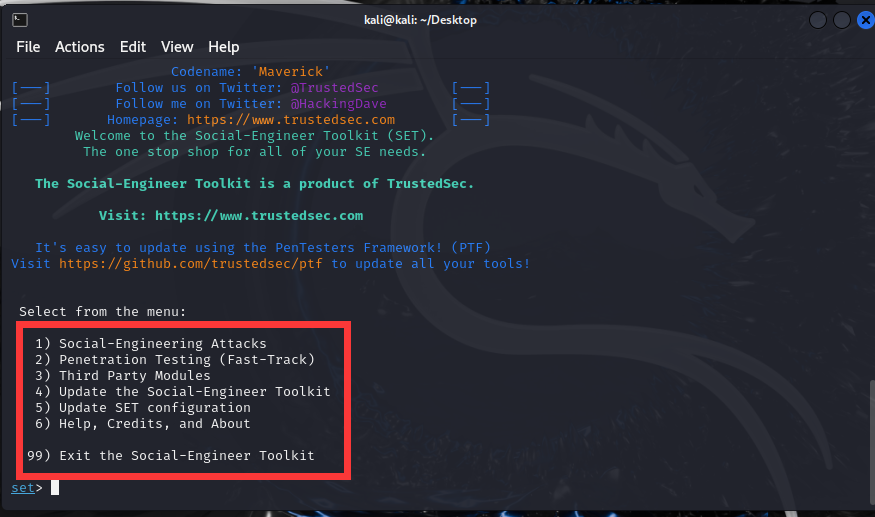 kali@kali: ~/Desktop
File Actions Edit View Help
Codename: 'Maverick'
[---] Follow us on Twitter: @TrustedSec [---]
[---] Follow me on Twitter: @HackingDave [---]
[---] Homepage: https://www.trustedsec.com [---]
Welcome to the Social-Engineer Toolkit (SET).
The one stop shop for all of your SE needs.
The Social-Engineer Toolkit is a product of TrustedSec.
Visit: https://www.trustedsec.com
It's easy to update using the PenTesters Framework! (PTF)
Visit https://github.com/trustedsec/ptf to update all your tools!
Select from the menu:
1) Social-Engineering Attacks
2) Penetration Testing (Fast-Track)
3) Third Party Modules
4) Update the Social-Engineer Toolkit
5) Update SET configuration
6) Help, Credits, and About
99) Exit the Social-Engineer Toolkit
set>